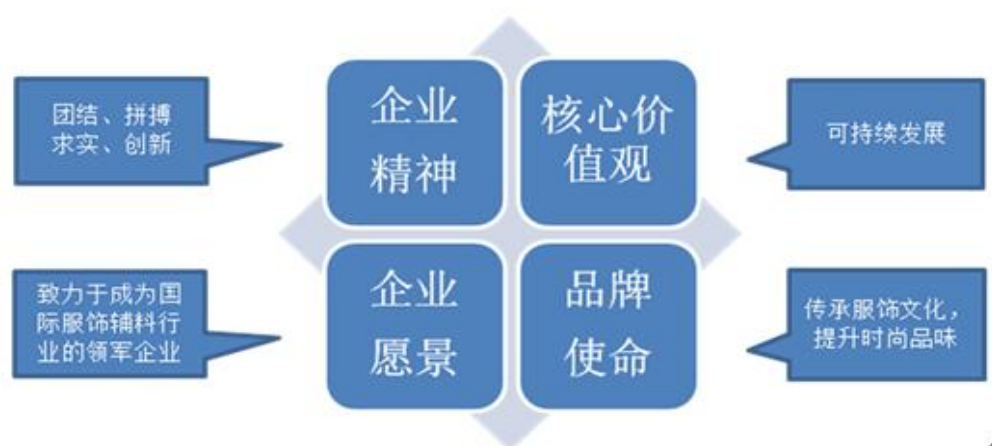 团结、拼搏
求实、创新
企业
精神
核心价
值观
可持续发展
致力于成为国
际服饰辅料行
业的领军企业
企业
愿景
品牌
使命
传承服饰文化，
提升时尚品味